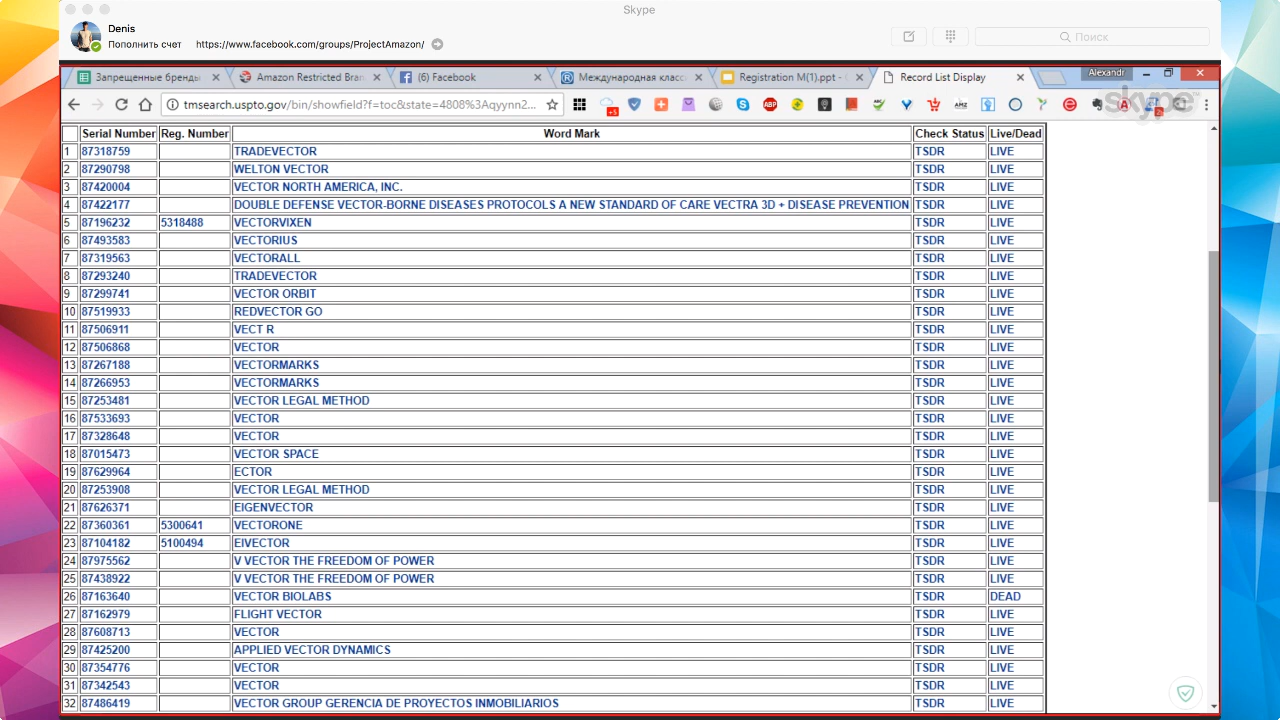 Skype
Denis
Пополнить счет https://www.facebook.com/groups/ProjectAmazon/
Поиск
Запрещенные бренды Amazon Restricted Bran (6) Facebook Международная класс Registration M(1).ppt - Record List Display Alexandr
tmsearch.uspto.gov/bin/showfield?f=toc&state=4808%3Aqyynn2...
skype™
Serial Number Reg. Number Word Mark Check Status Live/Dead
1 87318759 TRADEVECTOR TSDR LIVE
2 87290798 WELTON VECTOR TSDR LIVE
3 87420004 VECTOR NORTH AMERICA, INC. TSDR LIVE
4 87422177 DOUBLE DEFENSE VECTOR-BORNE DISEASES PROTOCOLS A NEW STANDARD OF CARE VECTRA 3D + DISEASE PREVENTION TSDR LIVE
5 87196232 5318488 VECTORVIXEN TSDR LIVE
6 87493583 VECTORIUS TSDR LIVE
7 87319563 VECTORALL TSDR LIVE
8 87293240 TRADEVECTOR TSDR LIVE
9 87299741 VECTOR ORBIT TSDR LIVE
10 87519933 REDVECTOR GO TSDR LIVE
11 87506911 VECT R TSDR LIVE
12 87506868 VECTOR TSDR LIVE
13 87267188 VECTORMARKS TSDR LIVE
14 87266953 VECTORMARKS TSDR LIVE
15 87253481 VECTOR LEGAL METHOD TSDR LIVE
16 87533693 VECTOR TSDR LIVE
17 87328648 VECTOR TSDR LIVE
18 87015473 VECTOR SPACE TSDR LIVE
19 87629964 ECTOR TSDR LIVE
20 87253908 VECTOR LEGAL METHOD TSDR LIVE
21 87626371 EIGENVECTOR TSDR LIVE
22 87360361 5300641 VECTORONE TSDR LIVE
23 87104182 5100494 EIVECTOR TSDR LIVE
24 87975562 V VECTOR THE FREEDOM OF POWER TSDR LIVE
25 87438922 V VECTOR THE FREEDOM OF POWER TSDR LIVE
26 87163640 VECTOR BIOLABS TSDR DEAD
27 87162979 FLIGHT VECTOR TSDR LIVE
28 87608713 VECTOR TSDR LIVE
29 87425200 APPLIED VECTOR DYNAMICS TSDR LIVE
30 87354776 VECTOR TSDR LIVE
31 87342543 VECTOR TSDR LIVE
32 87486419 VECTOR GROUP GERENCIA DE PROYECTOS INMOBILIARIOS TSDR LIVE